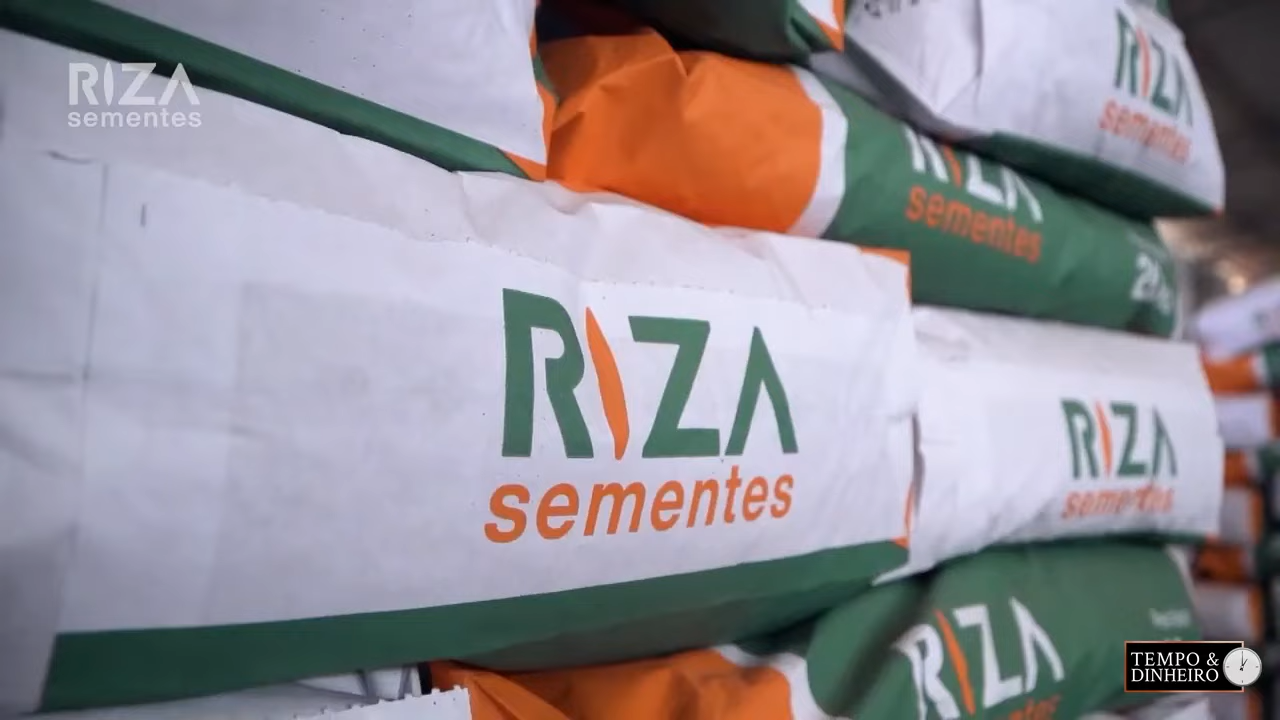 RIZA
sementes
RIZA
sementes
RIZA
sementes
RIZA
sementes
RIZA
sementes
RIZA
sementes
TEMPO &
DINHEIRO